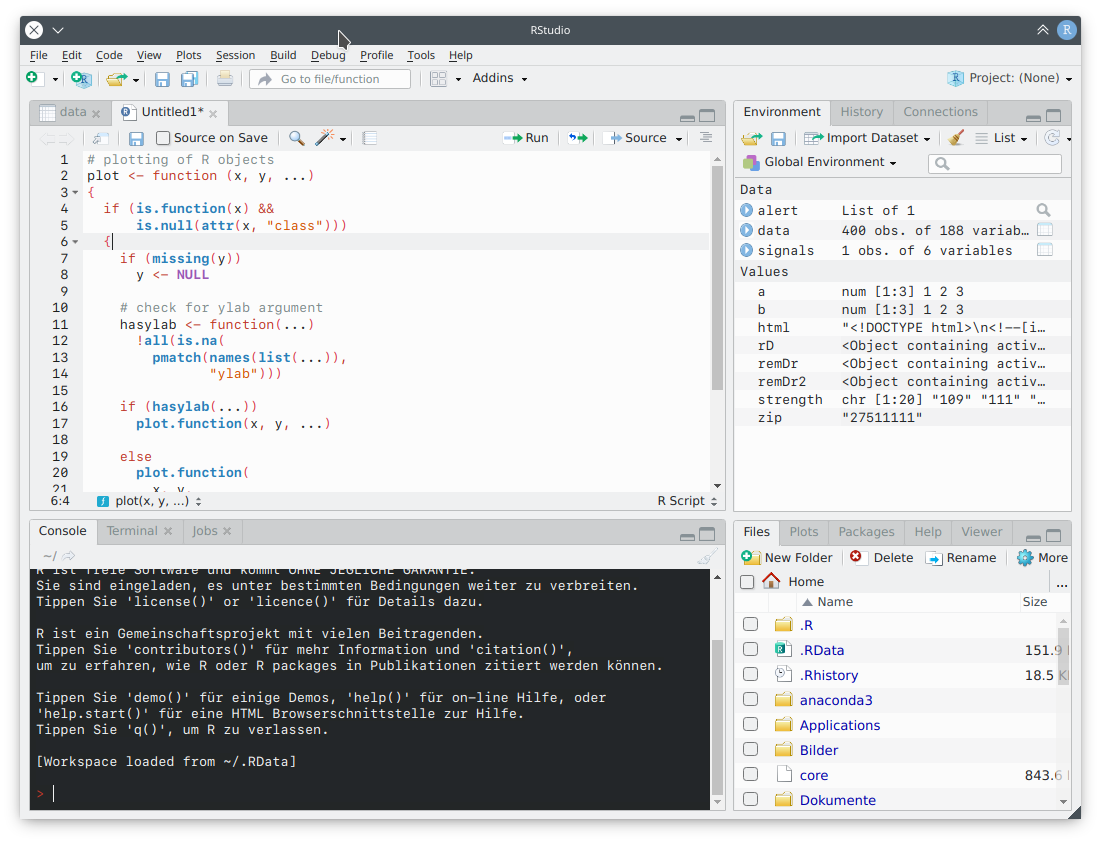 RStudio
File Edit Code View Plots Session Build Debug Profile Tools Help
Go to file/function Addins Project: (None)
data Untitled1*
Source on Save Run Source
1 # plotting of R objects
2 plot <- function (x, y, ...)
3 {
4 if (is.function(x) &&
5 is.null(attr(x, "class")))
6 {
7 if (missing(y))
8 y <- NULL
9
10 # check for ylab argument
11 hasylab <- function(...)
12 !all(is.na(
13 pmatch(names(list(...)),
14 "ylab")))
15
16 if (hasylab(...))
17 plot.function(x, y, ...)
18
19 else
20 plot.function(
21 x, y,
6:4 plot(x, y, ...) R Script
Environment History Connections
Import Dataset List
Global Environment
Data
alert List of 1
data 400 obs. of 188 variab…
signals 1 obs. of 6 variables
Values
a num [1:3] 1 2 3
b num [1:3] 1 2 3
html "<!DOCTYPE html>\n<!--[i…
rD <Object containing activ…
remDr <Object containing activ…
remDr2 <Object containing activ…
strength chr [1:20] "109" "111" "…
zip "27511111"
Console Terminal Jobs
~/
R ist freie Software und kommt OHNE JEGLICHE GARANTIE.
Sie sind eingeladen, es unter bestimmten Bedingungen weiter zu verbreiten.
Tippen Sie 'license()' or 'licence()' für Details dazu.
R ist ein Gemeinschaftsprojekt mit vielen Beitragenden.
Tippen Sie 'contributors()' für mehr Information und 'citation()',
um zu erfahren, wie R oder R packages in Publikationen zitiert werden können.
Tippen Sie 'demo()' für einige Demos, 'help()' für on-line Hilfe, oder
'help.start()' für eine HTML Browserschnittstelle zur Hilfe.
Tippen Sie 'q()', um R zu verlassen.
[Workspace loaded from ~/.RData]
>
Files Plots Packages Help Viewer
New Folder Delete Rename More
Home ...
Name Size
.R
.RData 151.9
.Rhistory 18.5 K
anaconda3
Applications
Bilder
core 843.6
Dokumente